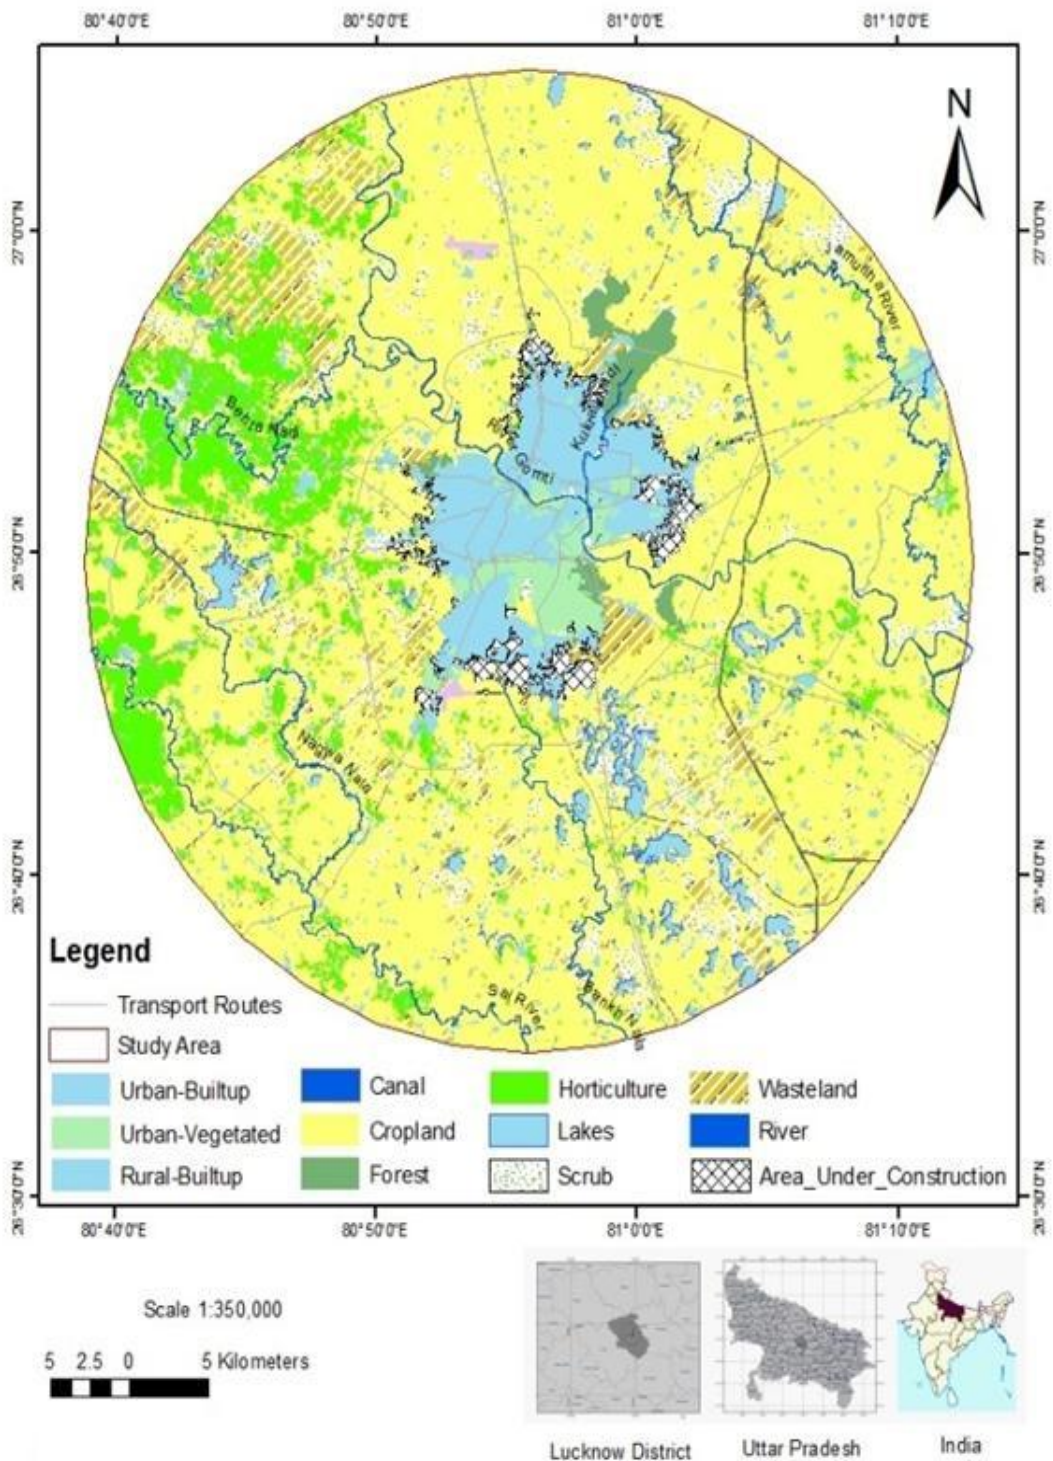 80°40'0"E 80°50'0"E 81°0'0"E 81°10'0"E
N
27°0'0"N 27°0'0"N
Jamuniha River
Kukrail
Behta Nadi
Gomti
26°50'0"N 26°50'0"N
Nagwa Nala
26°40'0"N 26°40'0"N
Sai River
Banka Nala
Legend
Transport Routes
Study Area
Urban-Builtup Canal Horticulture Wasteland
Urban-Vegetated Cropland Lakes River
Rural-Builtup Forest Scrub Area_Under_Construction
26°30'0"N 26°30'0"N
80°40'0"E 80°50'0"E 81°0'0"E 81°10'0"E
Scale 1:350,000
5 2.5 0 5 Kilometers
Lucknow District Uttar Pradesh India